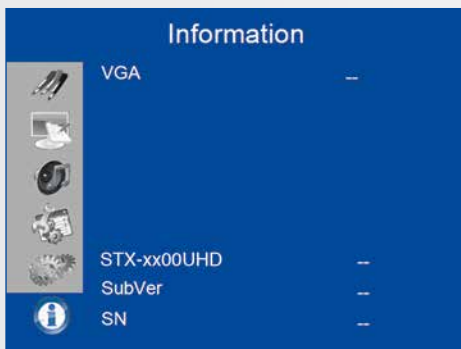 Information
VGA --
STX-xx00UHD --
SubVer --
SN --